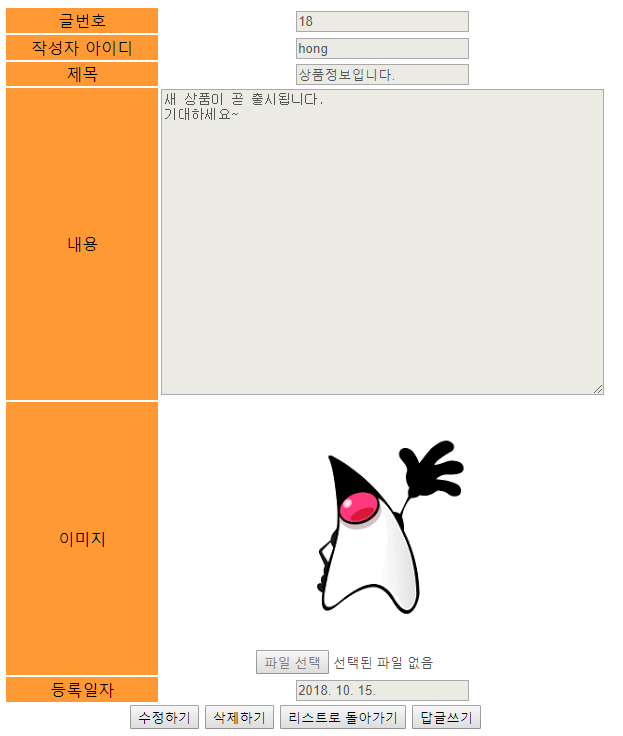 글번호 18
작성자 아이디 hong
제목 상품정보입니다.
내용 새 상품이 곧 출시됩니다.
기대하세요~
이미지
파일 선택 선택된 파일 없음
등록일자 2018. 10. 15.
수정하기 삭제하기 리스트로 돌아가기 답글쓰기